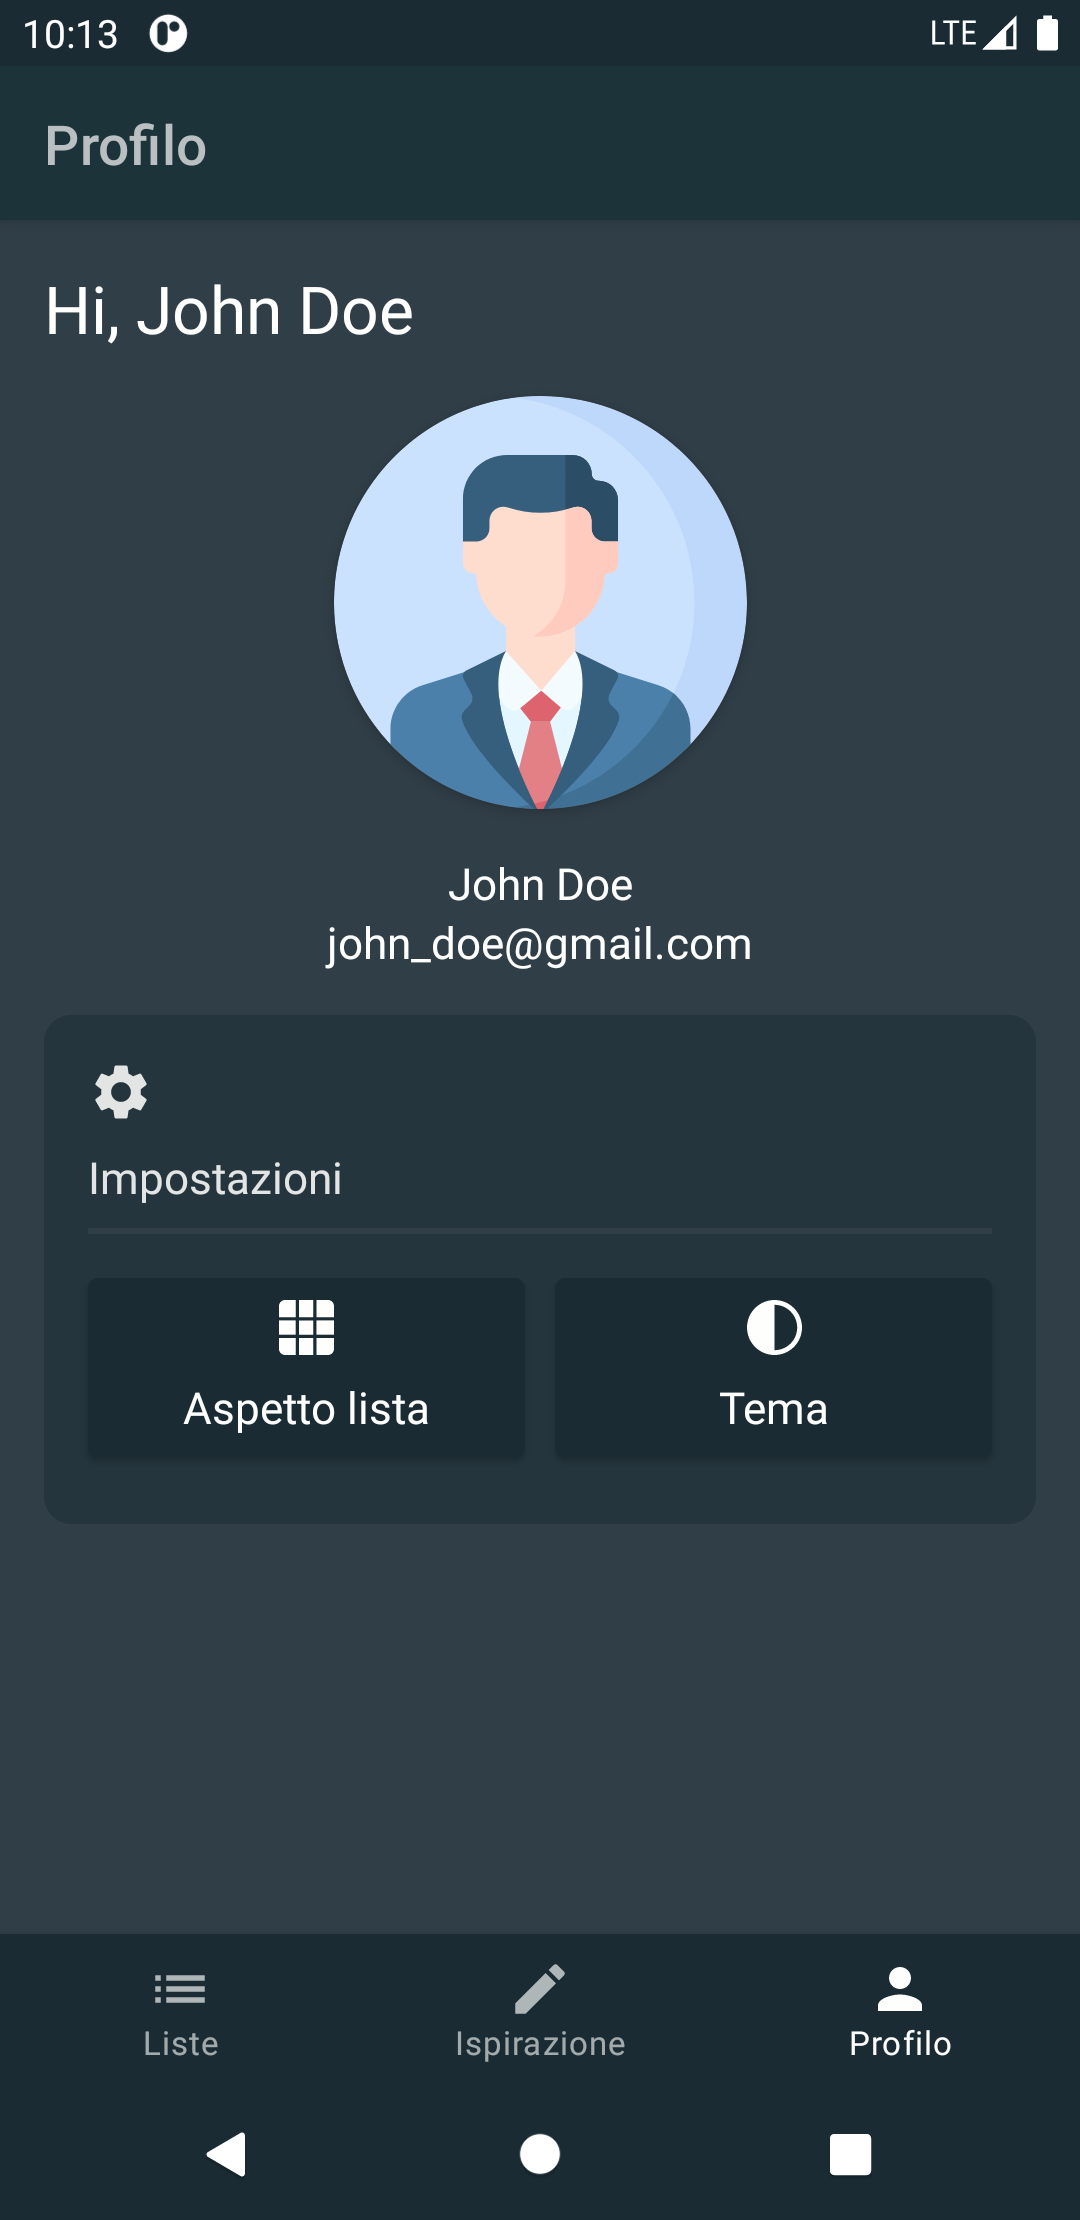 10:13
LTE
Profilo
Hi, John Doe
John Doe
john_doe@gmail.com
Impostazioni
Aspetto lista
Tema
Liste
Ispirazione
Profilo